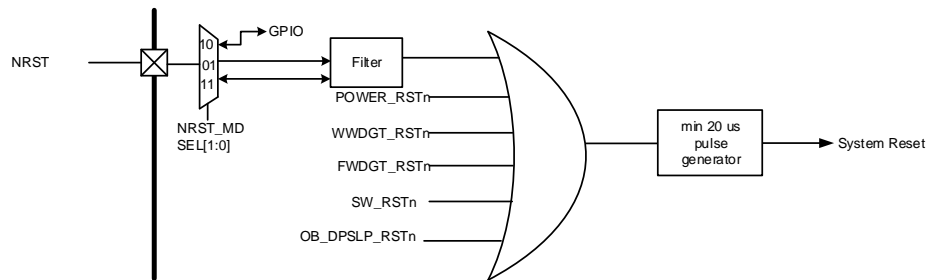 GPIO
10
NRST
01
Filter
11
POWER_RSTn
NRST_MD
SEL[1:0]
WWDGT_RSTn
min 20 us
pulse
generator
System Reset
FWDGT_RSTn
SW_RSTn
OB_DPSLP_RSTn